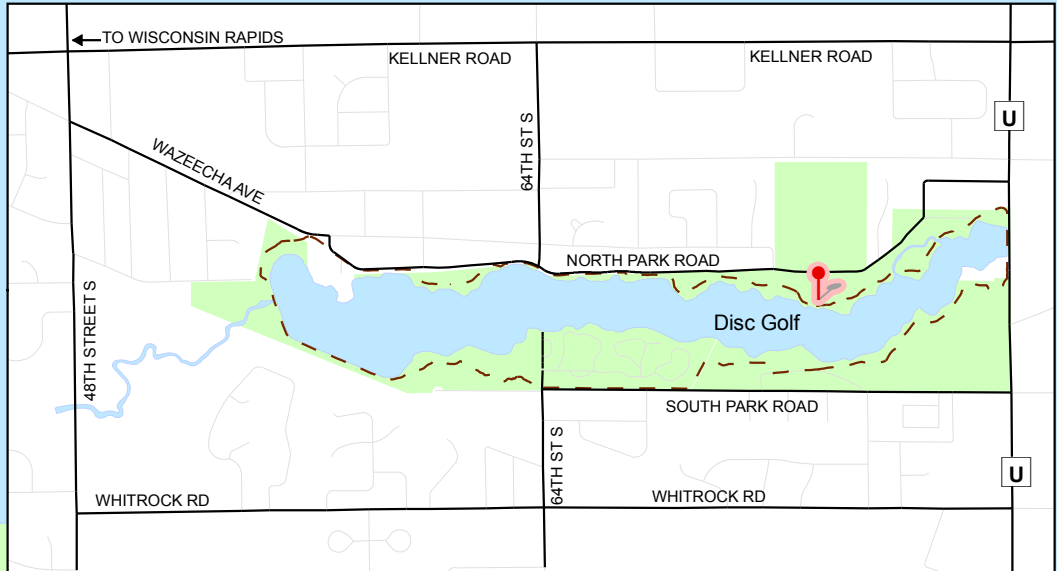 TO WISCONSIN RAPIDS
KELLNER ROAD
KELLNER ROAD
U
64TH ST S
WAZEECHA AVE
NORTH PARK ROAD
48TH STREET S
Disc Golf
SOUTH PARK ROAD
64TH ST S
U
WHITROCK RD
WHITROCK RD